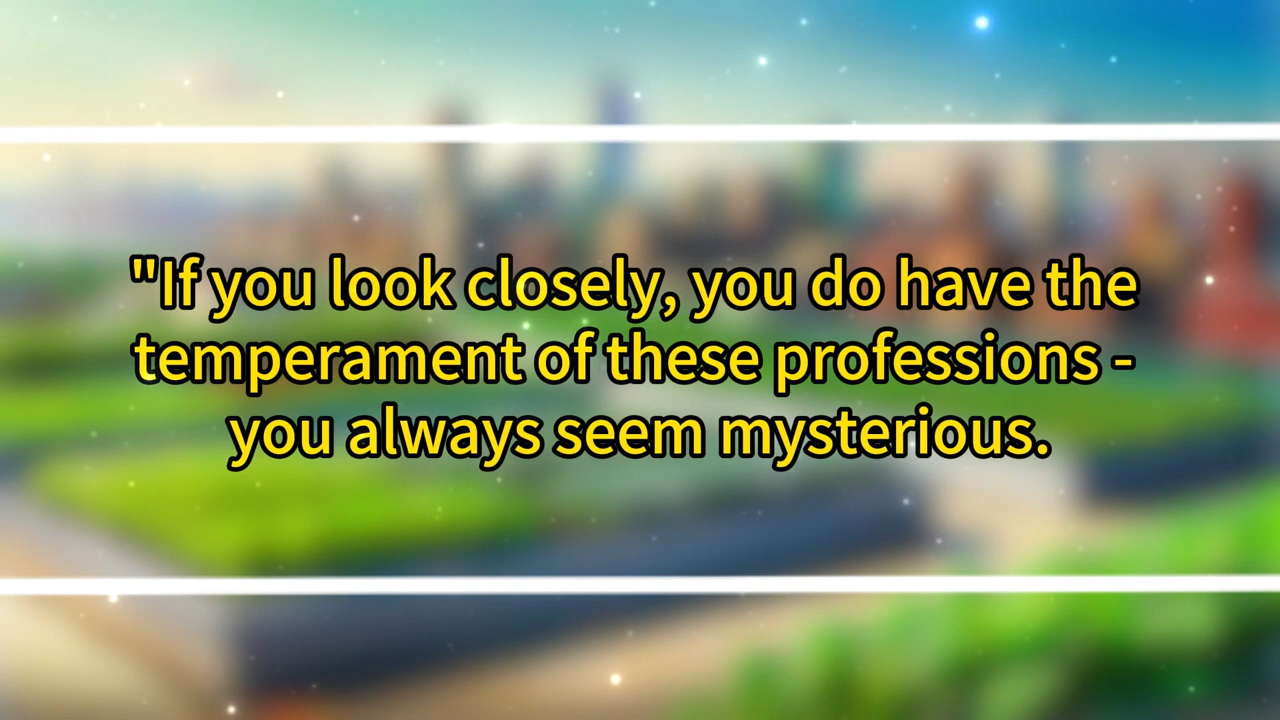 "If you look closely, you do have the
temperament of these professions -
you always seem mysterious.